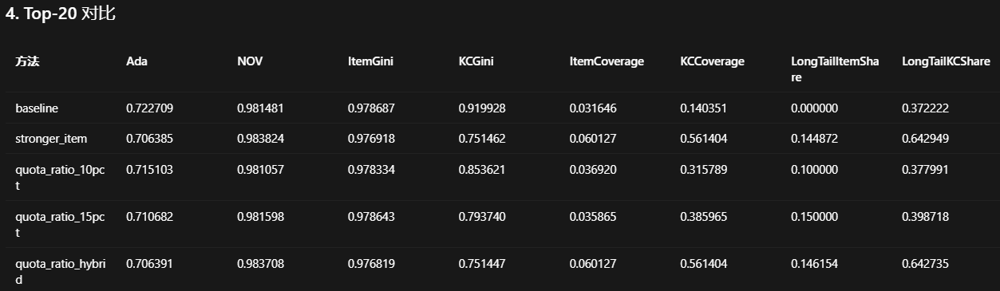 4. Top-20 对比
方法 Ada NOV ItemGini KCGini ItemCoverage KCCoverage LongTailItemSha LongTailKCShare
re
baseline 0.722709 0.981481 0.978687 0.919928 0.031646 0.140351 0.000000 0.372222
stronger_item 0.706385 0.983824 0.976918 0.751462 0.060127 0.561404 0.144872 0.642949
quota_ratio_10pc 0.715103 0.981057 0.978334 0.853621 0.036920 0.315789 0.100000 0.377991
t
quota_ratio_15pc 0.710682 0.981598 0.978643 0.793740 0.035865 0.385965 0.150000 0.398718
t
quota_ratio_hybri 0.706391 0.983708 0.976819 0.751447 0.060127 0.561404 0.146154 0.642735
d